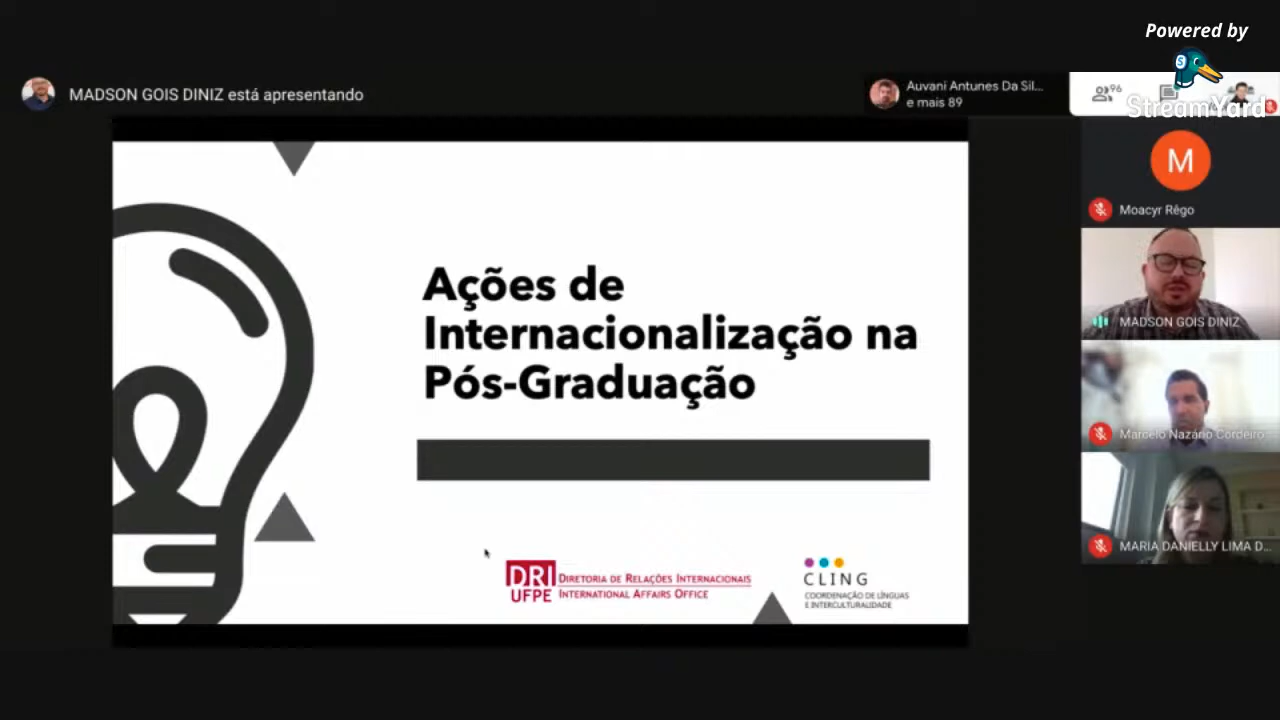 Powered by
StreamYard
MADSON GOIS DINIZ está apresentando
Auvani Antunes Da Sil...
e mais 89
96
M
Moacyr Rêgo
MADSON GOIS DINIZ
Marcelo Nazário Cordeiro
MARIA DANIELLY LIMA D...
Ações de
Internacionalização na
Pós-Graduação
DRI
UFPE
DIRETORIA DE RELAÇÕES INTERNACIONAIS
INTERNATIONAL AFFAIRS OFFICE
CLING
COORDENAÇÃO DE LÍNGUAS
E INTERCULTURALIDADE